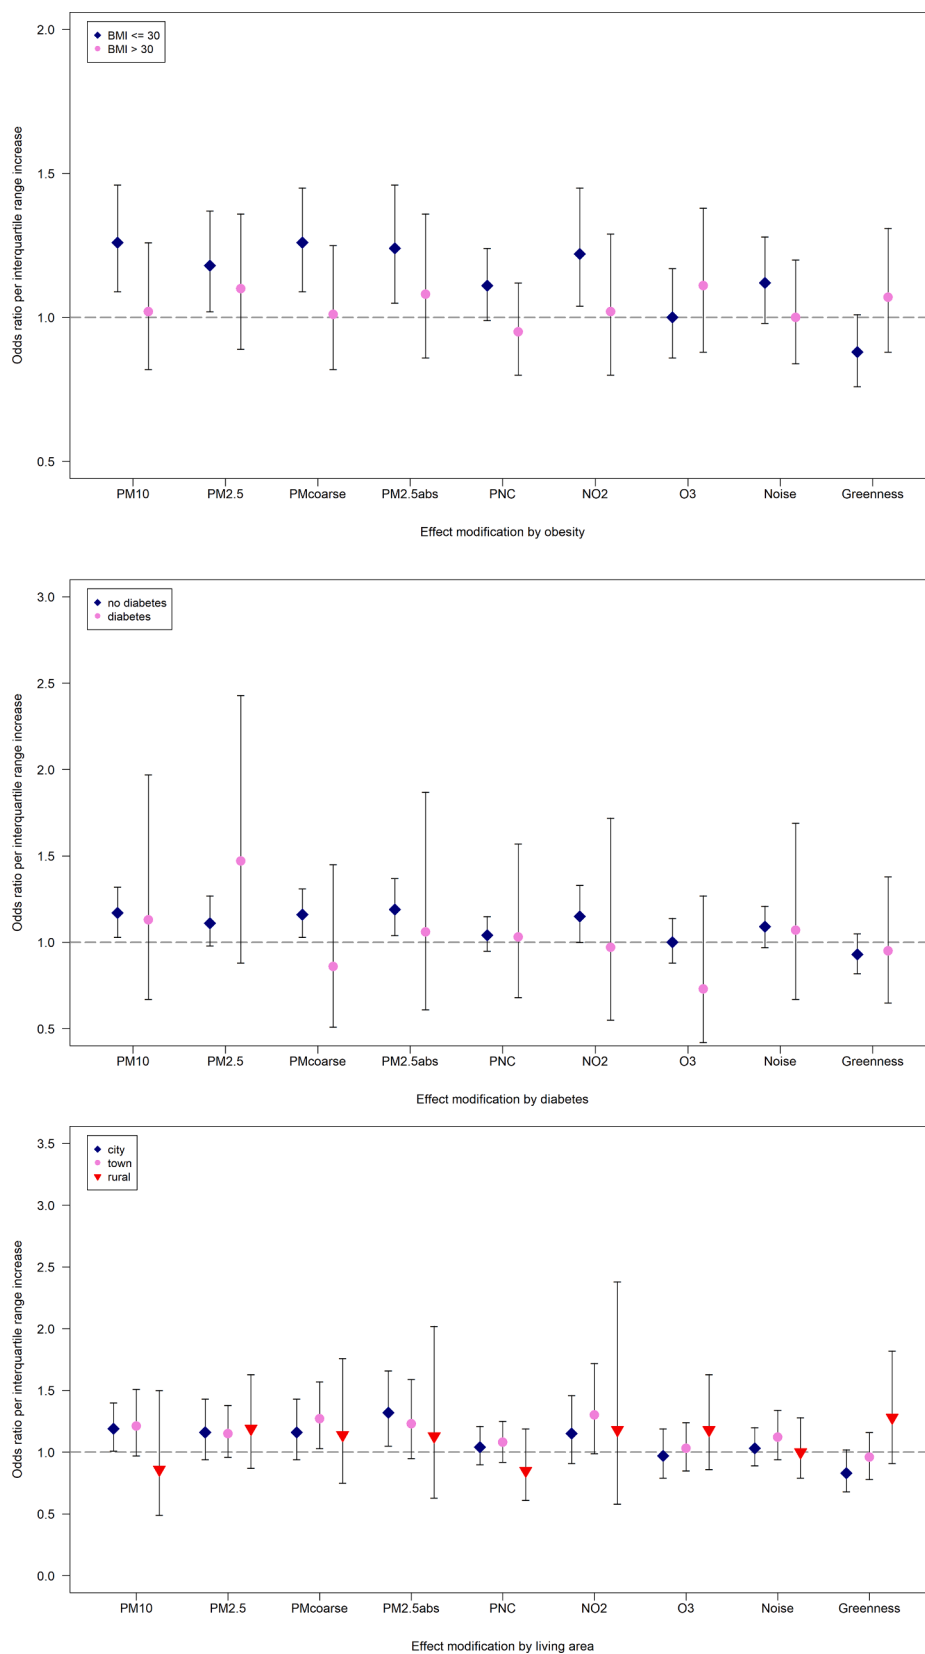 2.0
BMI <= 30
BMI > 30
1.5
1.0
0.5
Odds ratio per interquartile range increase
PM10 PM2.5 PMcoarse PM2.5abs PNC NO2 O3 Noise Greenness
Effect modification by obesity
3.0
no diabetes
diabetes
2.5
2.0
1.5
1.0
0.5
Odds ratio per interquartile range increase
PM10 PM2.5 PMcoarse PM2.5abs PNC NO2 O3 Noise Greenness
Effect modification by diabetes
3.5
city
town
rural
3.0
2.5
2.0
1.5
1.0
0.5
0.0
Odds ratio per interquartile range increase
PM10 PM2.5 PMcoarse PM2.5abs PNC NO2 O3 Noise Greenness
Effect modification by living area